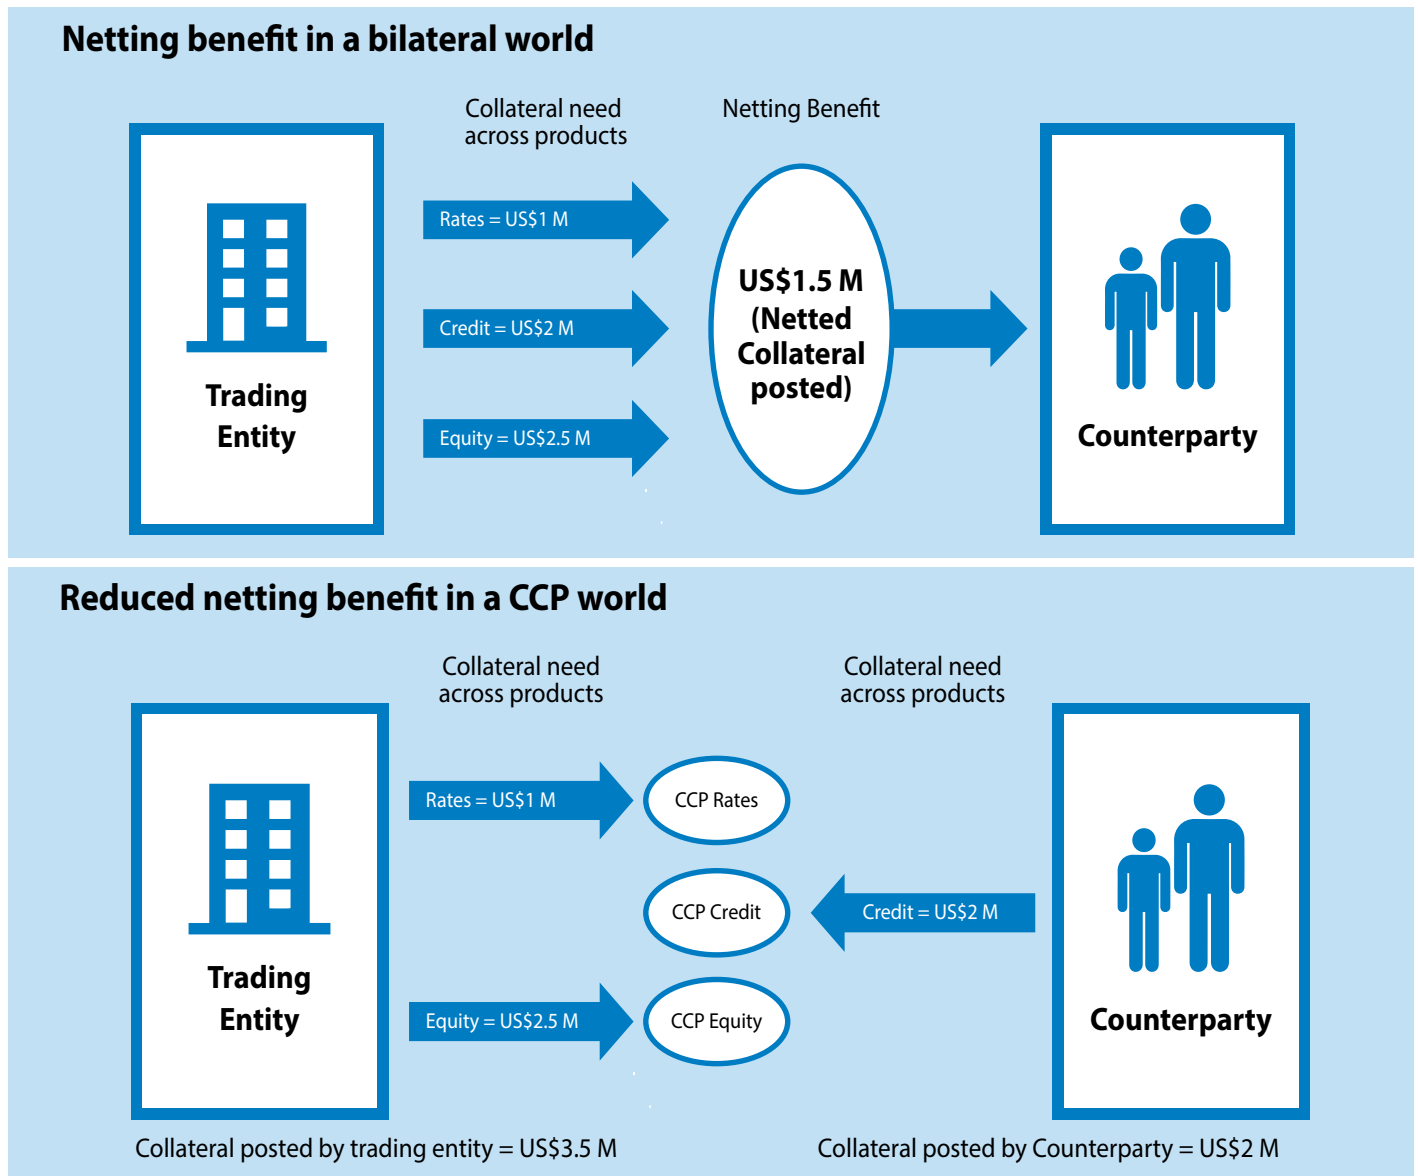 Netting benefit in a bilateral world
Collateral need
across products
Netting Benefit
Rates = US$1 M
Credit = US$2 M
Equity = US$2.5 M
US$1.5 M
(Netted
Collateral
posted)
Trading
Entity
Counterparty
Reduced netting benefit in a CCP world
Collateral need
across products
Collateral need
across products
Rates = US$1 M
CCP Rates
CCP Credit
Credit = US$2 M
Equity = US$2.5 M
CCP Equity
Trading
Entity
Counterparty
Collateral posted by trading entity = US$3.5 M
Collateral posted by Counterparty = US$2 M